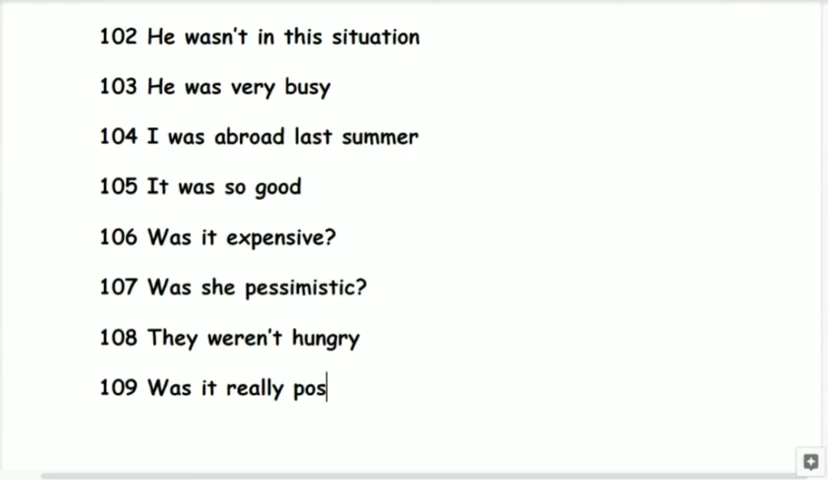 102 He wasn't in this situation
103 He was very busy
104 I was abroad last summer
105 It was so good
106 Was it expensive?
107 Was she pessimistic?
108 They weren't hungry
109 Was it really pos